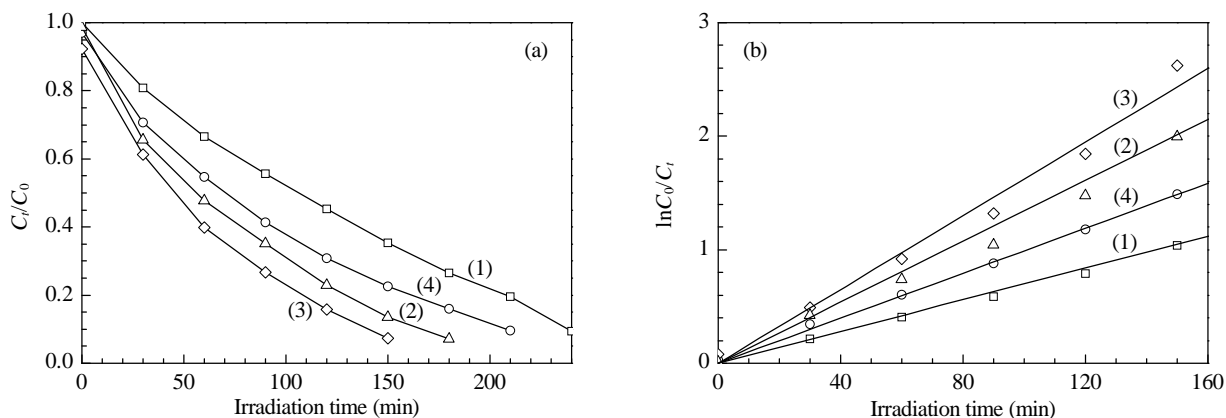 (a)
1.0
0.8
0.6
0.4
0.2
0.0
Ct/C0
(1)
(4)
(2)
(3)
0 50 100 150 200
Irradiation time (min)
(b)
3
2
1
0
lnC0/Ct
(3)
(2)
(4)
(1)
0 40 80 120 160
Irradiation time (min)